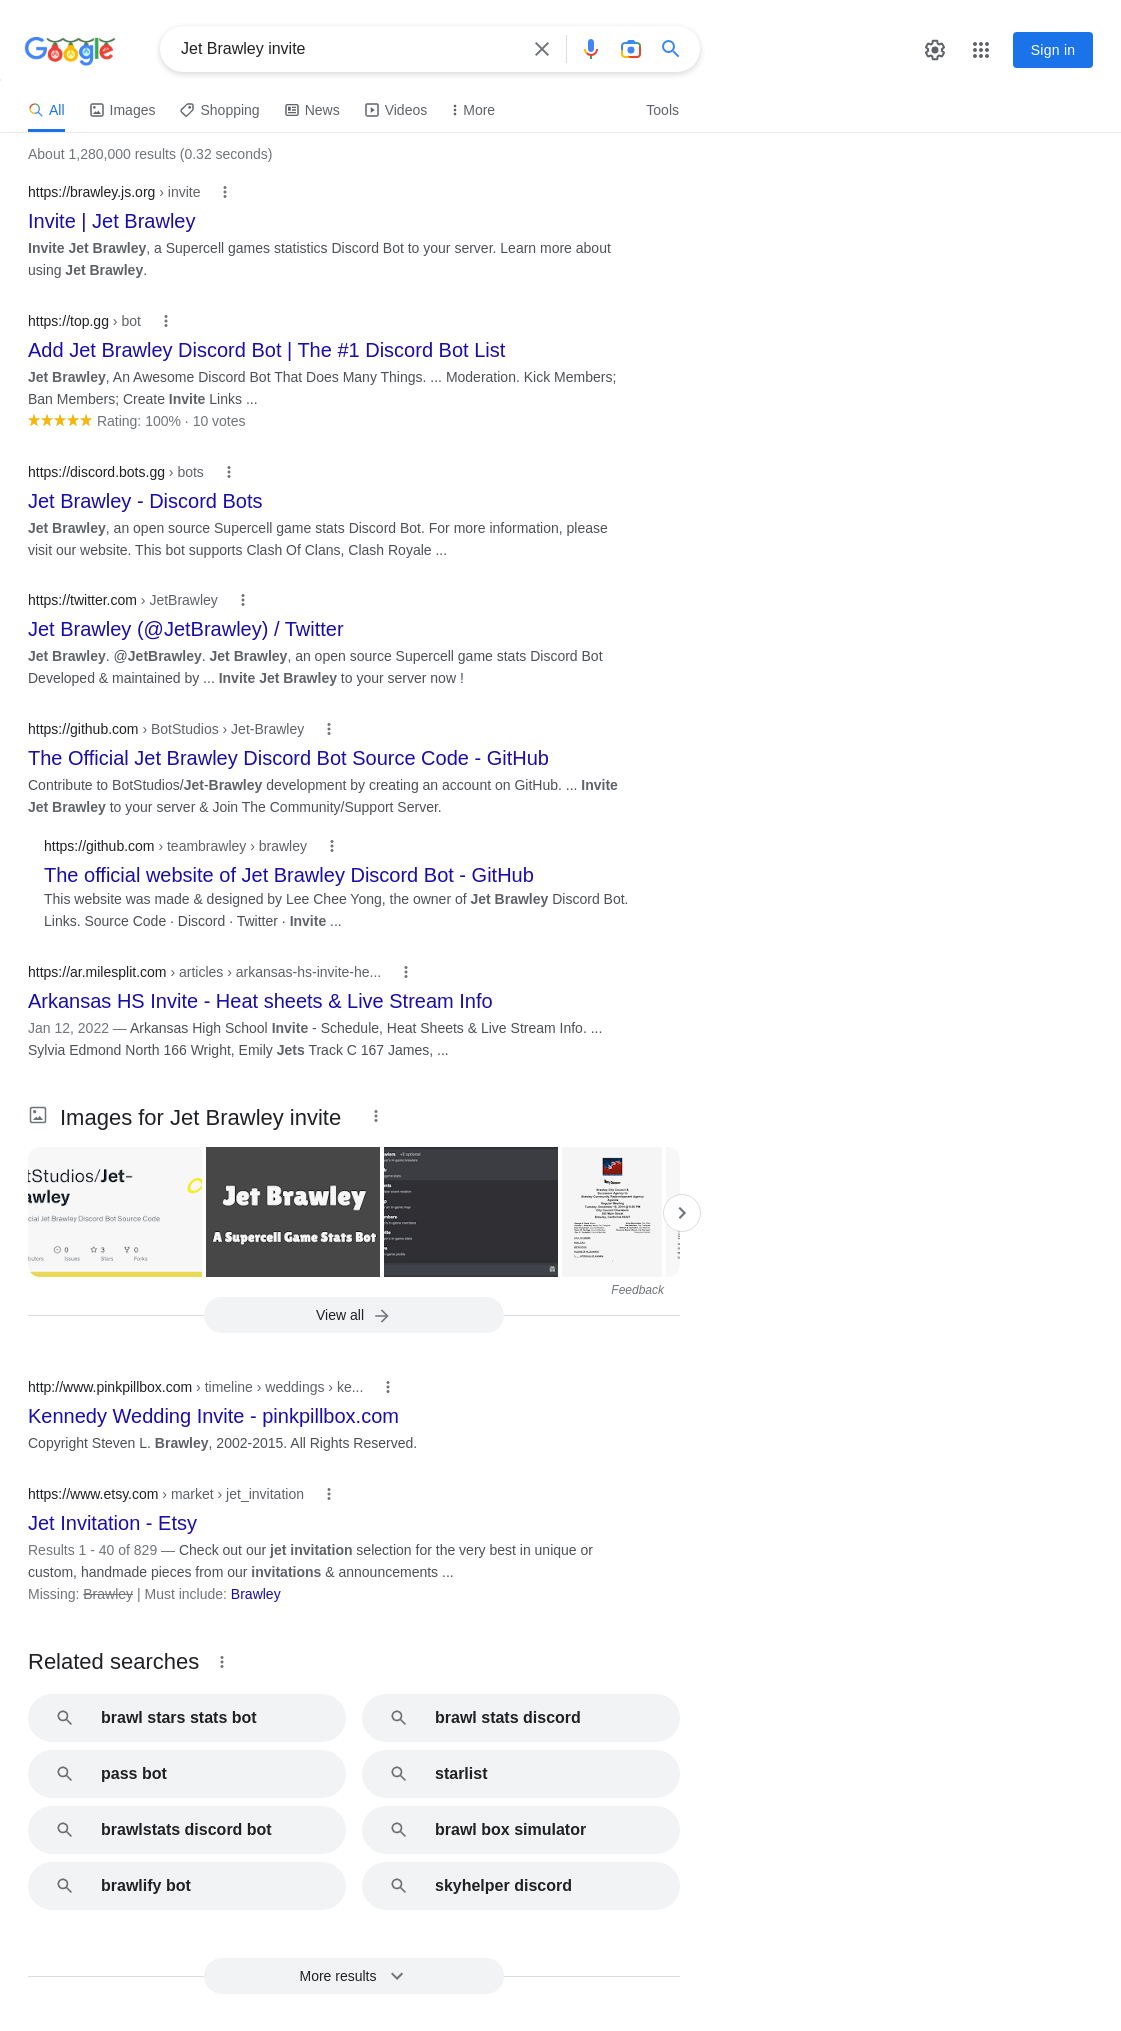 Google
Jet Brawley invite
Sign in
All
Images
Shopping
News
Videos
More
Tools
About 1,280,000 results (0.32 seconds)
https://brawley.js.org › invite
Invite | Jet Brawley
Invite Jet Brawley, a Supercell games statistics Discord Bot to your server. Learn more about
using Jet Brawley.
https://top.gg › bot
Add Jet Brawley Discord Bot | The #1 Discord Bot List
Jet Brawley, An Awesome Discord Bot That Does Many Things. ... Moderation. Kick Members;
Ban Members; Create Invite Links ...
Rating: 100% · 10 votes
https://discord.bots.gg › bots
Jet Brawley - Discord Bots
Jet Brawley, an open source Supercell game stats Discord Bot. For more information, please
visit our website. This bot supports Clash Of Clans, Clash Royale ...
https://twitter.com › JetBrawley
Jet Brawley (@JetBrawley) / Twitter
Jet Brawley. @JetBrawley. Jet Brawley, an open source Supercell game stats Discord Bot
Developed & maintained by ... Invite Jet Brawley to your server now !
https://github.com › BotStudios › Jet-Brawley
The Official Jet Brawley Discord Bot Source Code - GitHub
Contribute to BotStudios/Jet-Brawley development by creating an account on GitHub. ... Invite
Jet Brawley to your server & Join The Community/Support Server.
https://github.com › teambrawley › brawley
The official website of Jet Brawley Discord Bot - GitHub
This website was made & designed by Lee Chee Yong, the owner of Jet Brawley Discord Bot.
Links. Source Code · Discord · Twitter · Invite ...
https://ar.milesplit.com › articles › arkansas-hs-invite-he...
Arkansas HS Invite - Heat sheets & Live Stream Info
Jan 12, 2022 — Arkansas High School Invite - Schedule, Heat Sheets & Live Stream Info. ...
Sylvia Edmond North 166 Wright, Emily Jets Track C 167 James, ...
Images for Jet Brawley invite
tStudios/Jet-
awley
cial Jet Brawley Discord Bot Source Code
0
3
0
Issues
Stars
Forks
Jet Brawley
A Supercell Game Stats Bot
Feedback
View all
http://www.pinkpillbox.com › timeline › weddings › ke...
Kennedy Wedding Invite - pinkpillbox.com
Copyright Steven L. Brawley, 2002-2015. All Rights Reserved.
https://www.etsy.com › market › jet_invitation
Jet Invitation - Etsy
Results 1 - 40 of 829 — Check out our jet invitation selection for the very best in unique or
custom, handmade pieces from our invitations & announcements ...
Missing: Brawley | Must include: Brawley
Related searches
brawl stars stats bot
brawl stats discord
pass bot
starlist
brawlstats discord bot
brawl box simulator
brawlify bot
skyhelper discord
More results